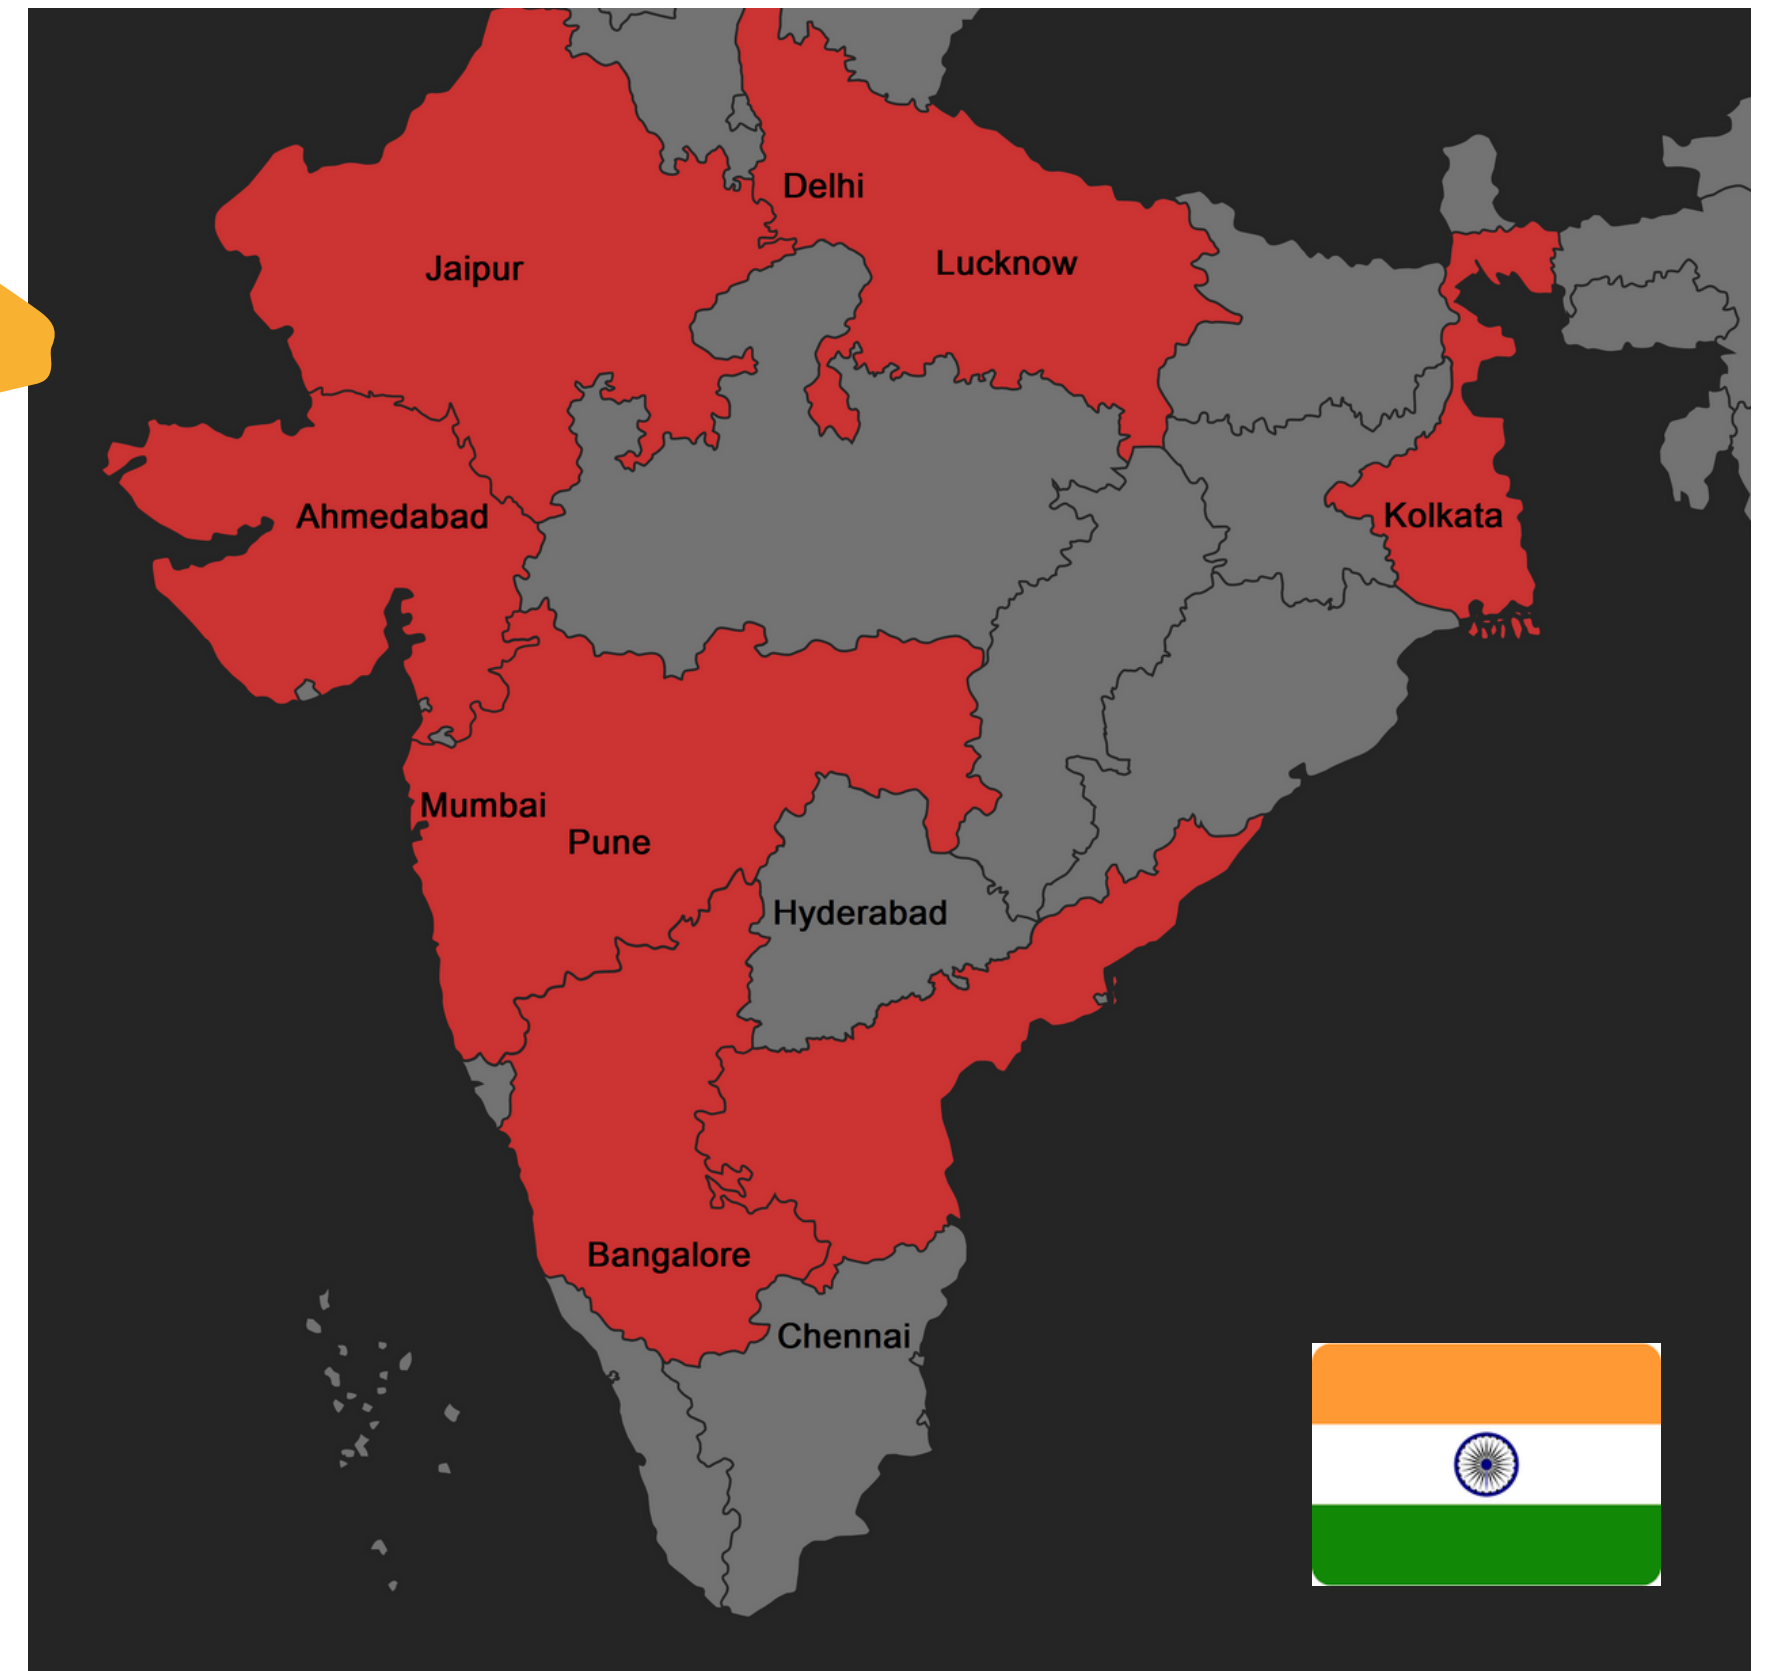 Delhi
Jaipur
Lucknow
Ahmedabad
Kolkata
Mumbai
Pune
Hyderabad
Bangalore
Chennai